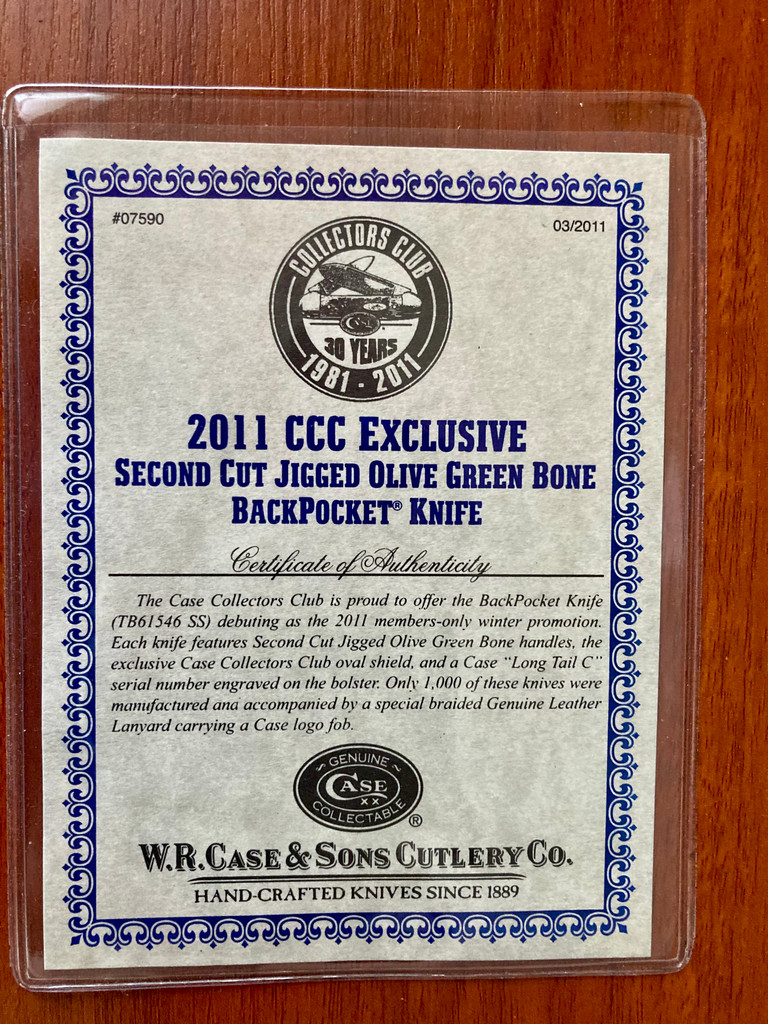 #07590
03/2011
COLLECTORS CLUB
CASE
30 YEARS
1981 - 2011
2011 CCC EXCLUSIVE
SECOND CUT JIGGED OLIVE GREEN BONE
BACKPOCKET® KNIFE
Certificate of Authenticity
The Case Collectors Club is proud to offer the BackPocket Knife
(TB61546 SS) debuting as the 2011 members-only winter promotion.
Each knife features Second Cut Jigged Olive Green Bone handles, the
exclusive Case Collectors Club oval shield, and a Case "Long Tail C"
serial number engraved on the bolster. Only 1,000 of these knives were
manufactured and accompanied by a special braided Genuine Leather
Lanyard carrying a Case logo fob.
~ GENUINE ~
CASE
XX
COLLECTABLE
®
W.R. CASE & SONS CUTLERY CO.
HAND-CRAFTED KNIVES SINCE 1889